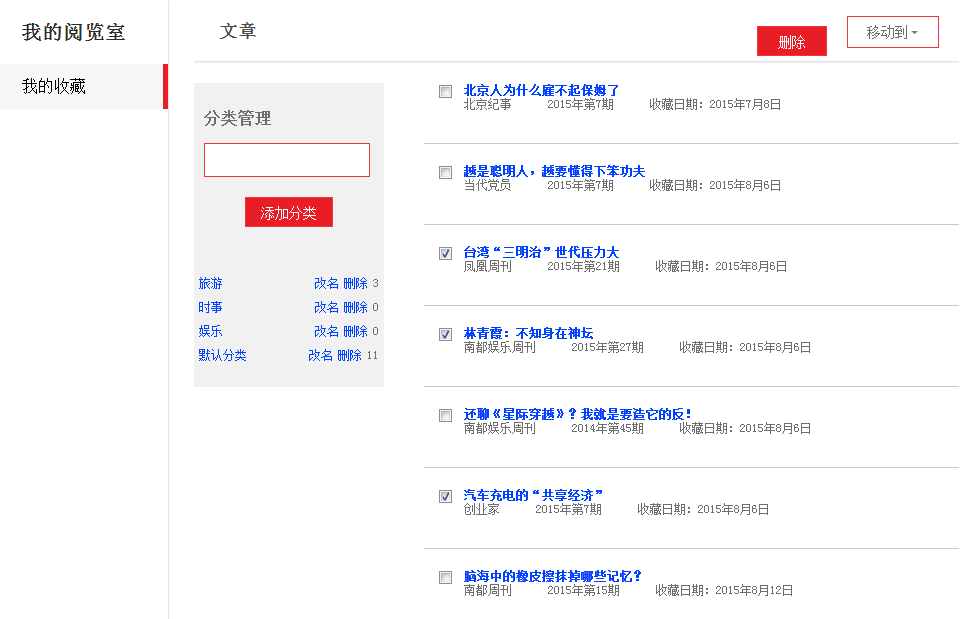 我的阅览室
我的收藏
文章
删除
移动到
分类管理
添加分类
旅游 改名 删除 3
时事 改名 删除 0
娱乐 改名 删除 0
默认分类 改名 删除 11
北京人为什么雇不起保姆了
北京纪事 2015年第7期 收藏日期：2015年7月8日
越是聪明人，越要懂得下笨功夫
当代党员 2015年第7期 收藏日期：2015年8月6日
台湾“三明治”世代压力大
凤凰周刊 2015年第21期 收藏日期：2015年8月6日
林青霞：不知身在神坛
南都娱乐周刊 2015年第27期 收藏日期：2015年8月6日
还聊《星际穿越》？我就是要造它的反！
南都娱乐周刊 2014年第45期 收藏日期：2015年8月6日
汽车充电的“共享经济”
创业家 2015年第7期 收藏日期：2015年8月6日
脑海中的橡皮擦抹掉哪些记忆？
南都周刊 2015年第15期 收藏日期：2015年8月12日